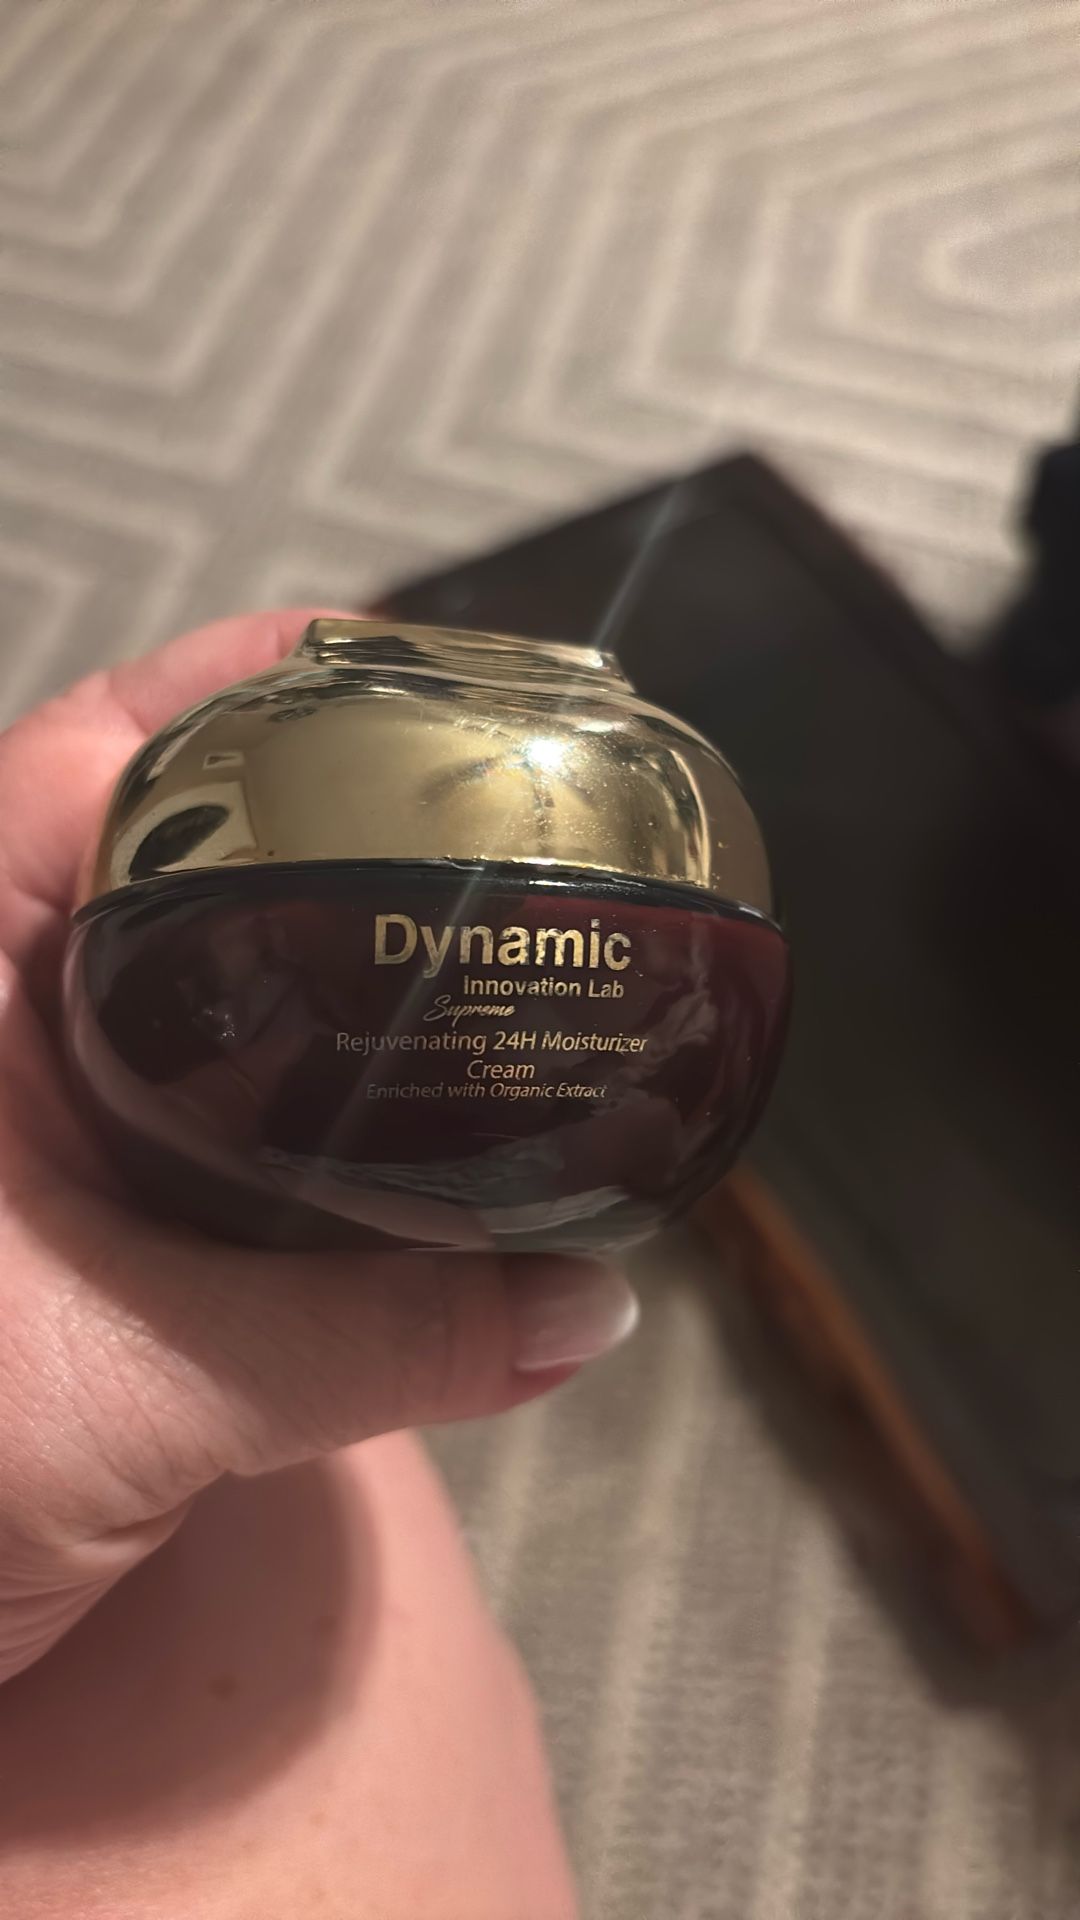 Dynamic
Innovation Lab
Supreme
Rejuvenating 24H Moisturizer
Cream
Enriched with Organic Extract